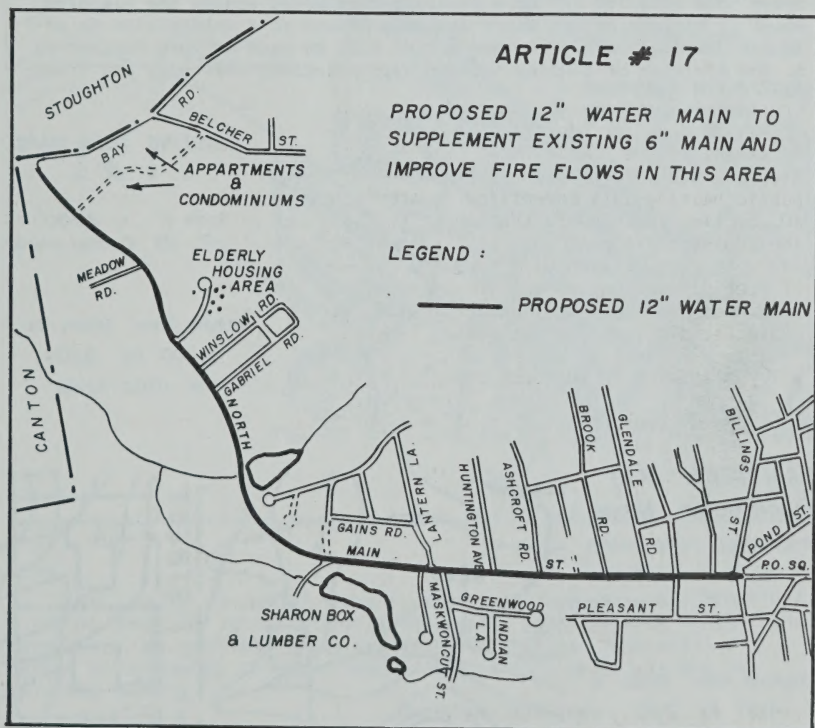 ARTICLE # 17
PROPOSED 12" WATER MAIN TO
SUPPLEMENT EXISTING 6" MAIN AND
IMPROVE FIRE FLOWS IN THIS AREA
LEGEND :
PROPOSED 12" WATER MAIN
STOUGHTON
BAY RD.
BELCHER ST.
APPARTMENTS
&
CONDOMINIUMS
MEADOW
RD.
ELDERLY
HOUSING
AREA
WINSLOW RD.
GABRIEL RD.
CANTON
NORTH
MAIN
ST.
GAINS RD.
LANTERN LA.
HUNTINGTON AVE
ASHCROFT RD.
BROOK
RD.
GLENDALE
RD
BILLINGS
ST.
POND ST.
P.O. SQ.
SHARON BOX
& LUMBER CO.
MASKWONCUT ST.
GREENWOOD
INDIAN
LA.
PLEASANT ST.